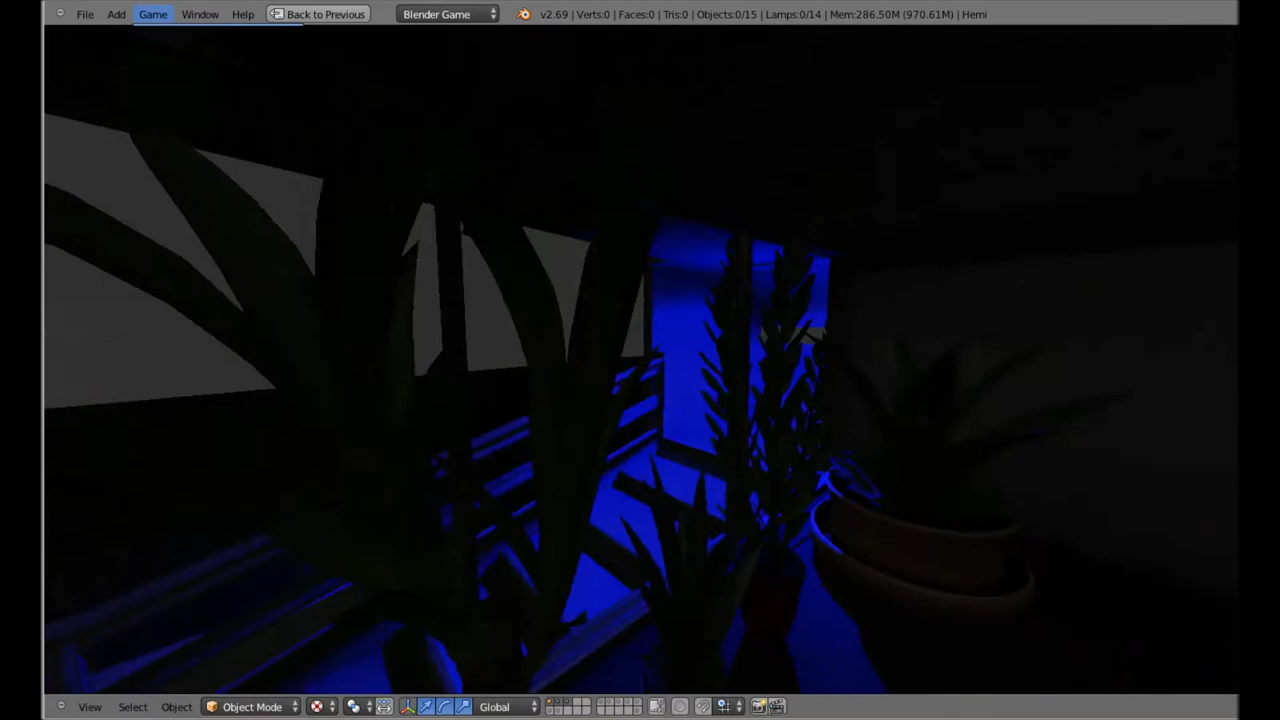 File Add Game Window Help Back to Previous Blender Game v2.69 | Verts:0 | Faces:0 | Tris:0 | Objects:0/15 | Lamps:0/14 | Mem:286.50M (970.61M) | Hemi
View Select Object Object Mode Global